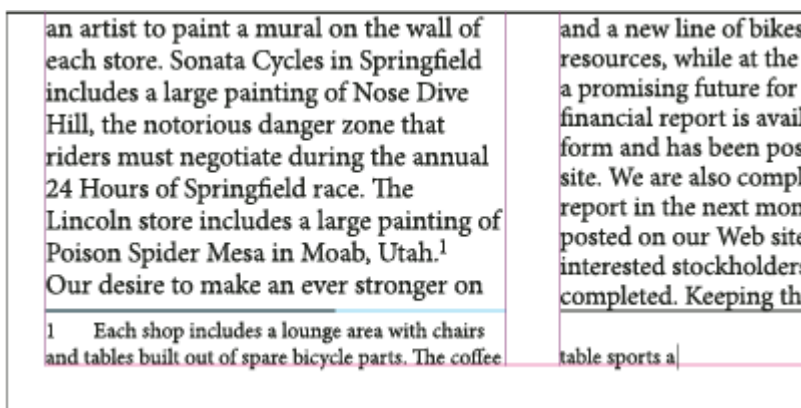 an artist to paint a mural on the wall of
each store. Sonata Cycles in Springfield
includes a large painting of Nose Dive
Hill, the notorious danger zone that
riders must negotiate during the annual
24 Hours of Springfield race. The
Lincoln store includes a large painting of
Poison Spider Mesa in Moab, Utah.1
Our desire to make an ever stronger on
1 Each shop includes a lounge area with chairs
and tables built out of spare bicycle parts. The coffee
and a new line of bikes
resources, while at the
a promising future for
financial report is avail
form and has been pos
site. We are also compl
report in the next mon
posted on our Web site
interested stockholders
completed. Keeping th
table sports a